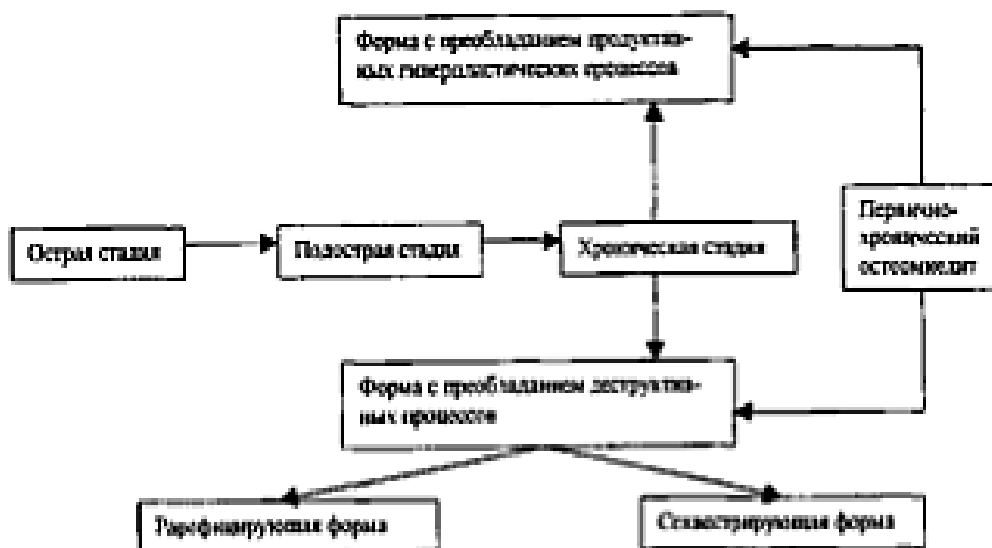 Форма с преобладанием продуктив-
ных гиперпластических процессов
Первично-
хронический
остеомиелит
Острая стадия
Подострая стадия
Хроническая стадия
Форма с преобладанием деструктив-
ных процессов
Рарефицирующая форма
Секвестрирующая форма